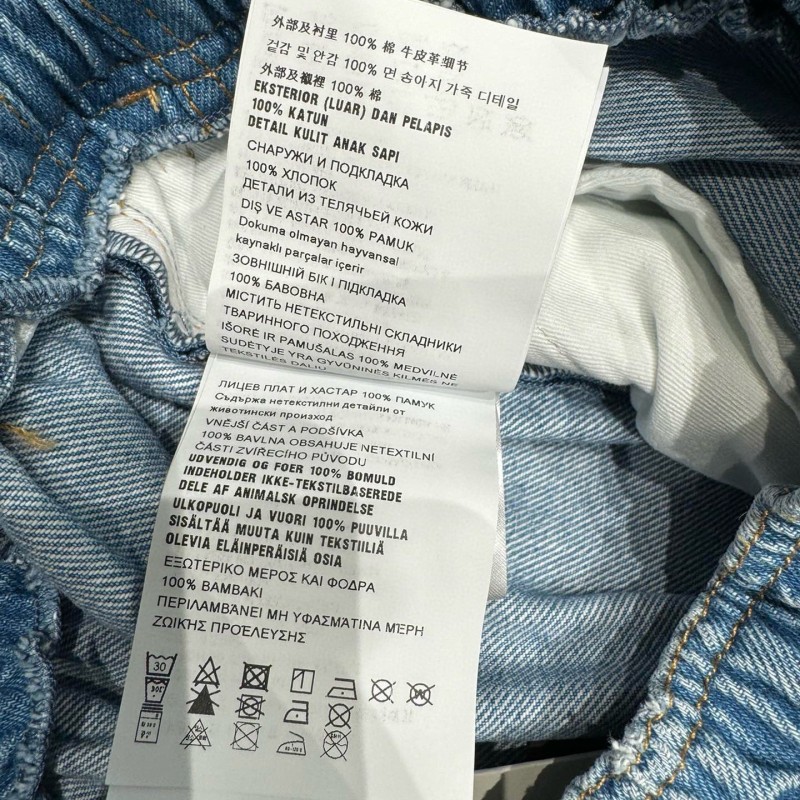 外部及衬里 100% 棉 牛皮革细节
겉감 및 안감 100% 면 송아지 가죽 디테일
外部及襯裡 100% 棉
EKSTERIOR (LUAR) DAN PELAPIS
100% KATUN
DETAIL KULIT ANAK SAPI
СНАРУЖИ И ПОДКЛАДКА
100% ХЛОПОК
ДЕТАЛИ ИЗ ТЕЛЯЧЬЕЙ КОЖИ
DIŞ VE ASTAR 100% PAMUK
Dokuma olmayan hayvansal
kaynaklı parçalar içerir
ЗОВНІШНІЙ БІК І ПІДКЛАДКА
100% БАВОВНА
МІСТИТЬ НЕТЕКСТИЛЬНІ СКЛАДНИКИ
ТВАРИННОГО ПОХОДЖЕННЯ
IŠORĖ IR PAMUŠALAS 100% MEDVILNĖ
SUDĖTYJE YRA GYVŪNINĖS KILMĖS NE
TEKSTILĖS DALIŲ
ЛИЦЕВ ПЛАТ И ХАСТАР 100% ПАМУК
Съдържа нетекстилни детайли от
животински произход
VNĚJŠÍ ČÁST A PODŠÍVKA
100% BAVLNA OBSAHUJE NETEXTILNÍ
ČÁSTI ZVÍŘECÍHO PŮVODU
UDVENDIG OG FOER 100% BOMULD
INDEHOLDER IKKE-TEKSTILBASEREDE
DELE AF ANIMALSK OPRINDELSE
ULKOPUOLI JA VUORI 100% PUUVILLA
SISÄLTÄÄ MUUTA KUIN TEKSTIILIÄ
OLEVIA ELÄINPERÄISIÄ OSIA
ΕΞΩΤΕΡΙΚΟ ΜΕΡΟΣ ΚΑΙ ΦΟΔΡΑ
100% ΒΑΜΒΑΚΙ
ΠΕΡΙΛΑΜΒΆΝΕΙ ΜΗ ΥΦΑΣΜΆΤΙΝΑ ΜΈΡΗ
ΖΩΙΚΉΣ ΠΡΟΈΛΕΥΣΗΣ
30